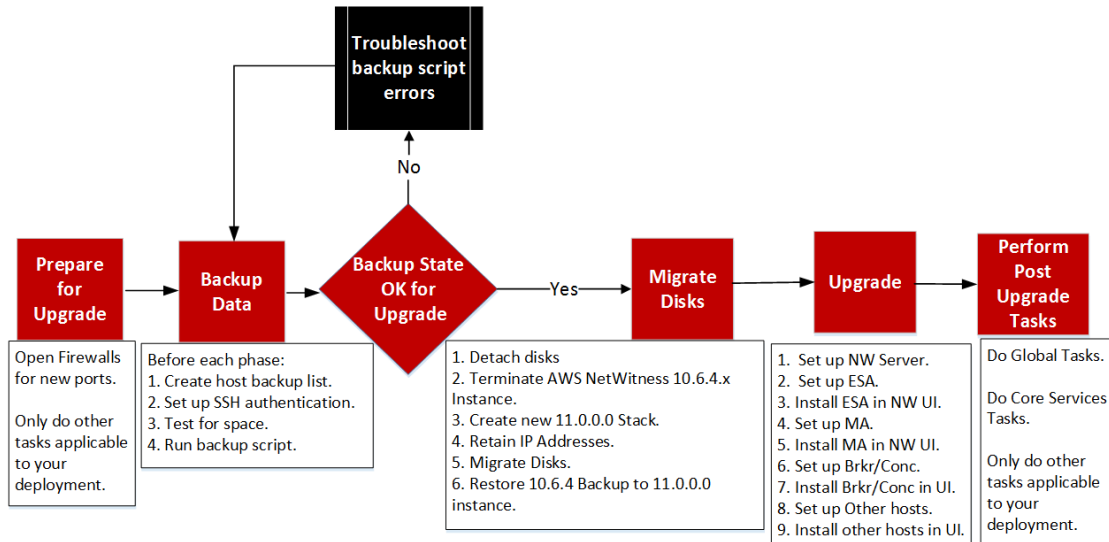 Troubleshoot
backup script
errors
No
Prepare
for
Upgrade
Backup
Data
Backup State
OK for
Upgrade
Yes
Migrate
Disks
Upgrade
Perform
Post
Upgrade
Tasks
Open Firewalls
for new ports.
Only do other
tasks applicable
to your
deployment.
Before each phase:
1. Create host backup list.
2. Set up SSH authentication.
3. Test for space.
4. Run backup script.
1. Detach disks
2. Terminate AWS NetWitness 10.6.4.x
Instance.
3. Create new 11.0.0.0 Stack.
4. Retain IP Addresses.
5. Migrate Disks.
6. Restore 10.6.4 Backup to 11.0.0.0
instance.
1. Set up NW Server.
2. Set up ESA.
3. Install ESA in NW UI.
4. Set up MA.
5. Install MA in NW UI.
6. Set up Brkr/Conc.
7. Install Brkr/Conc in UI.
8. Set up Other hosts.
9. Install other hosts in UI.
Do Global Tasks.
Do Core Services
Tasks.
Only do other
tasks applicable
to your
deployment.